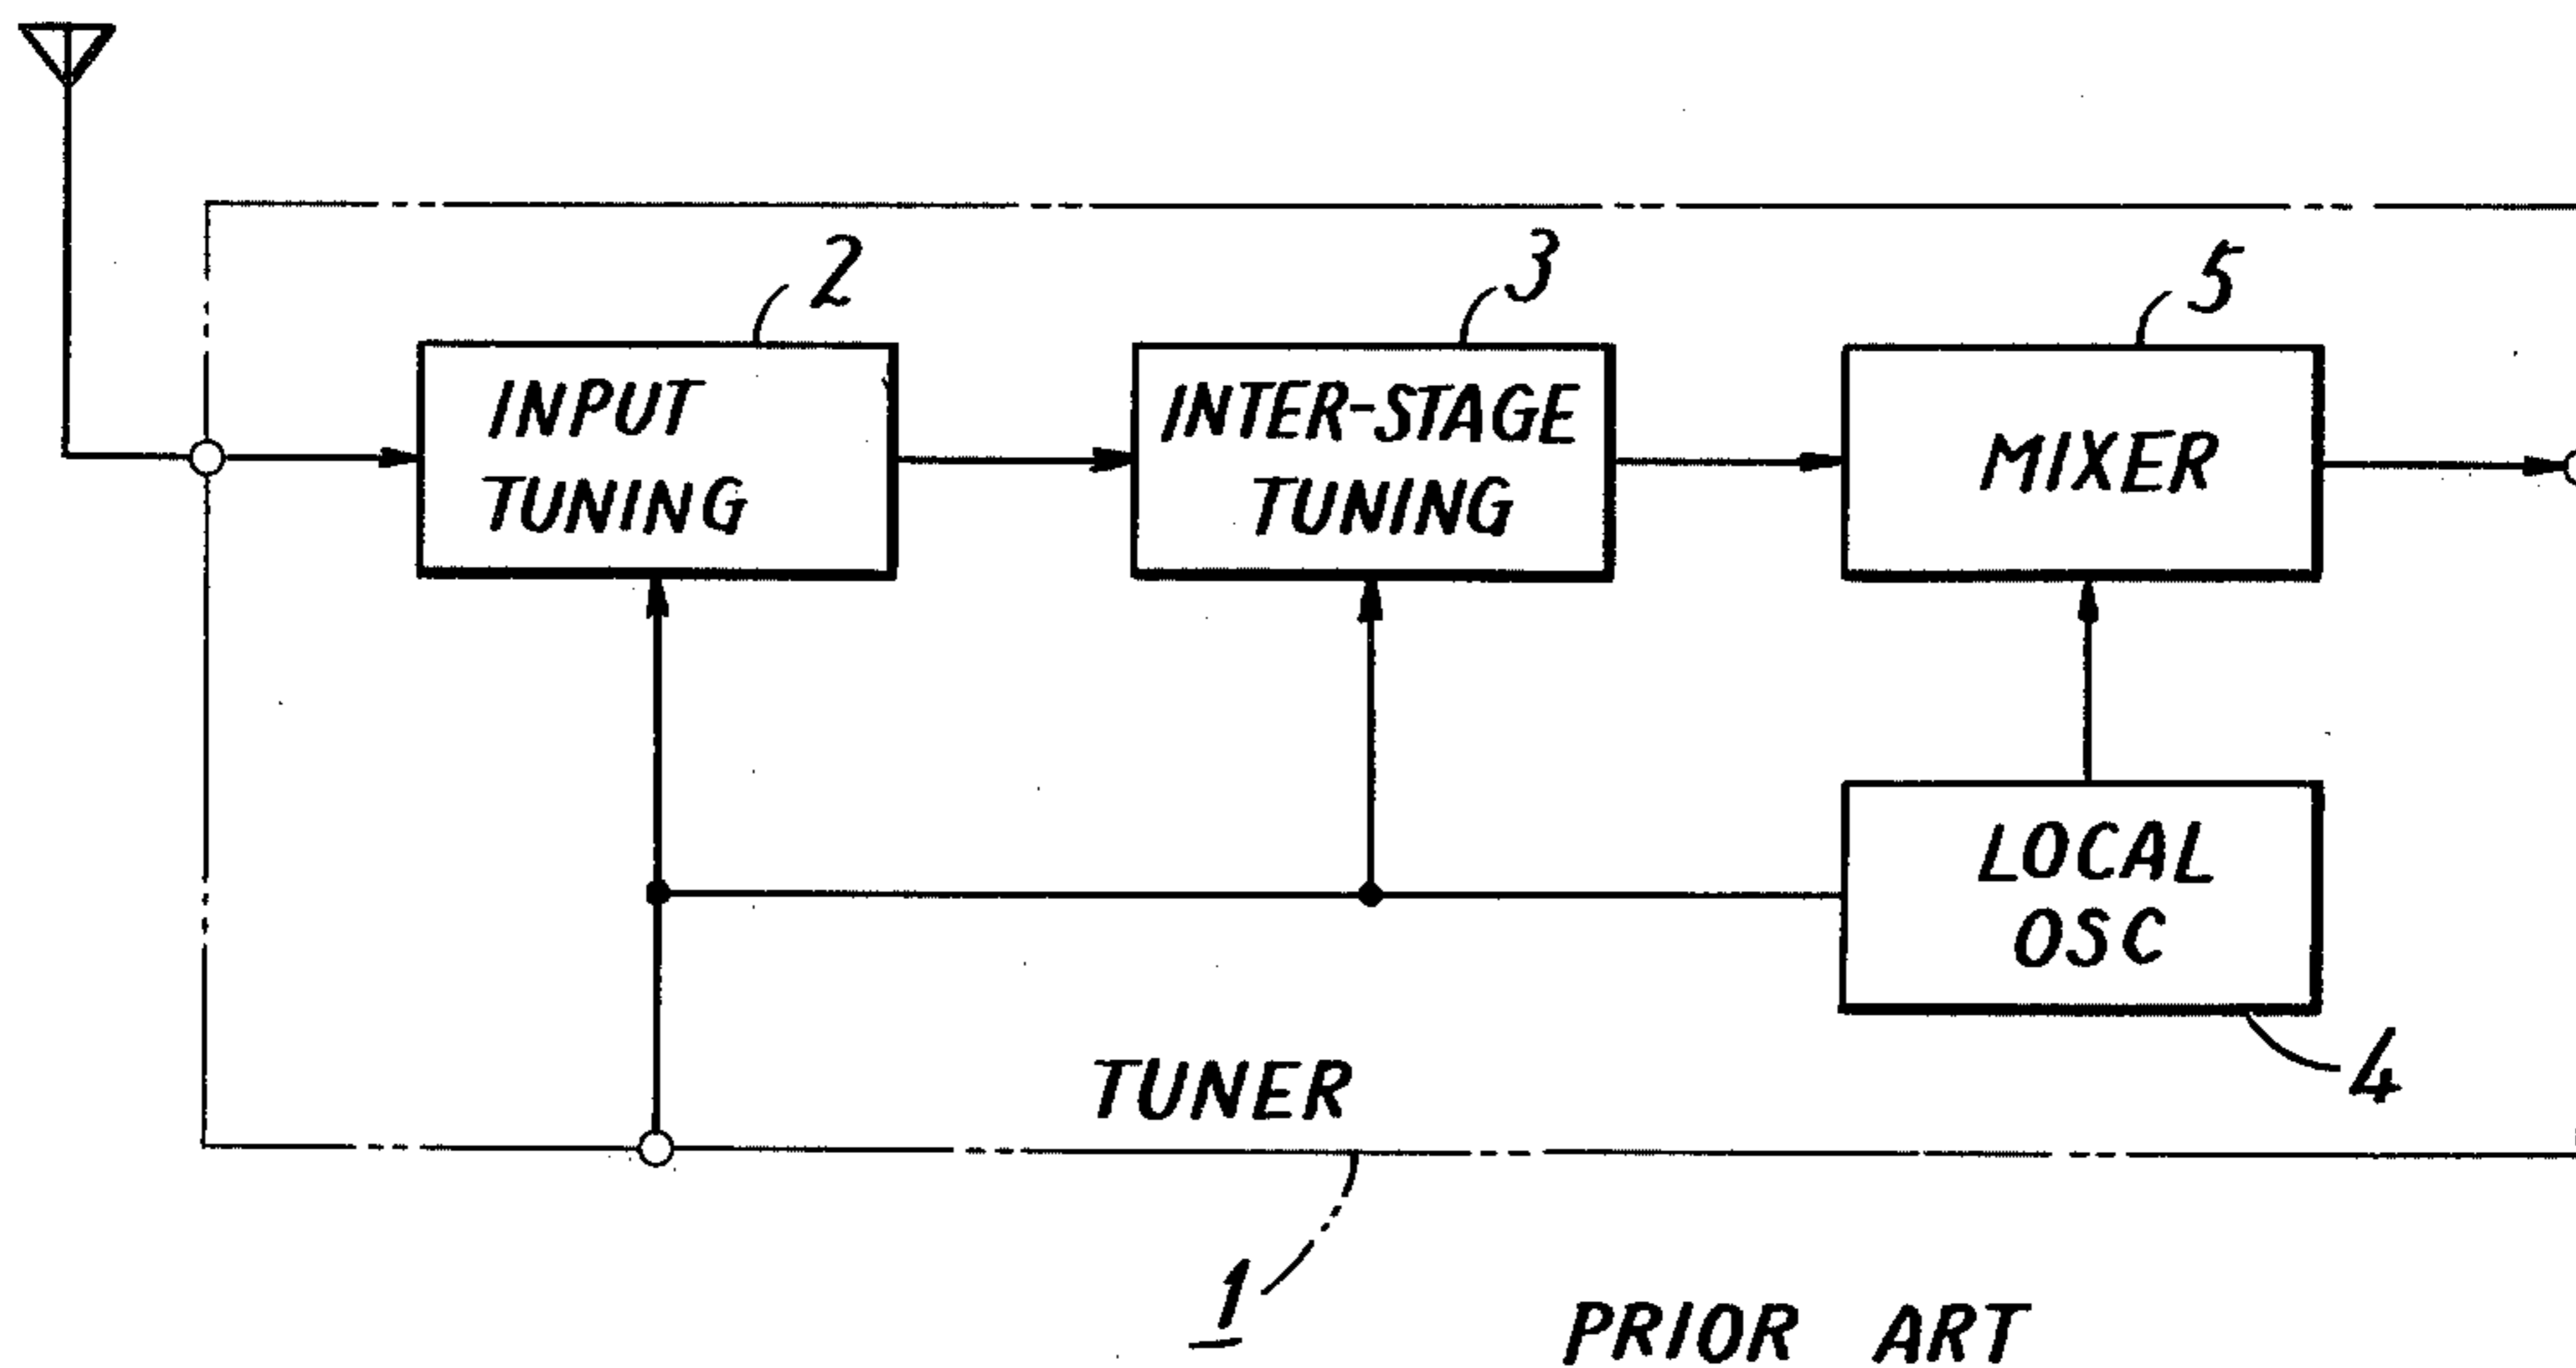 2
3
5
INPUT
TUNING
INTER-STAGE
TUNING
MIXER
LOCAL
OSC
4
TUNER
1
PRIOR ART